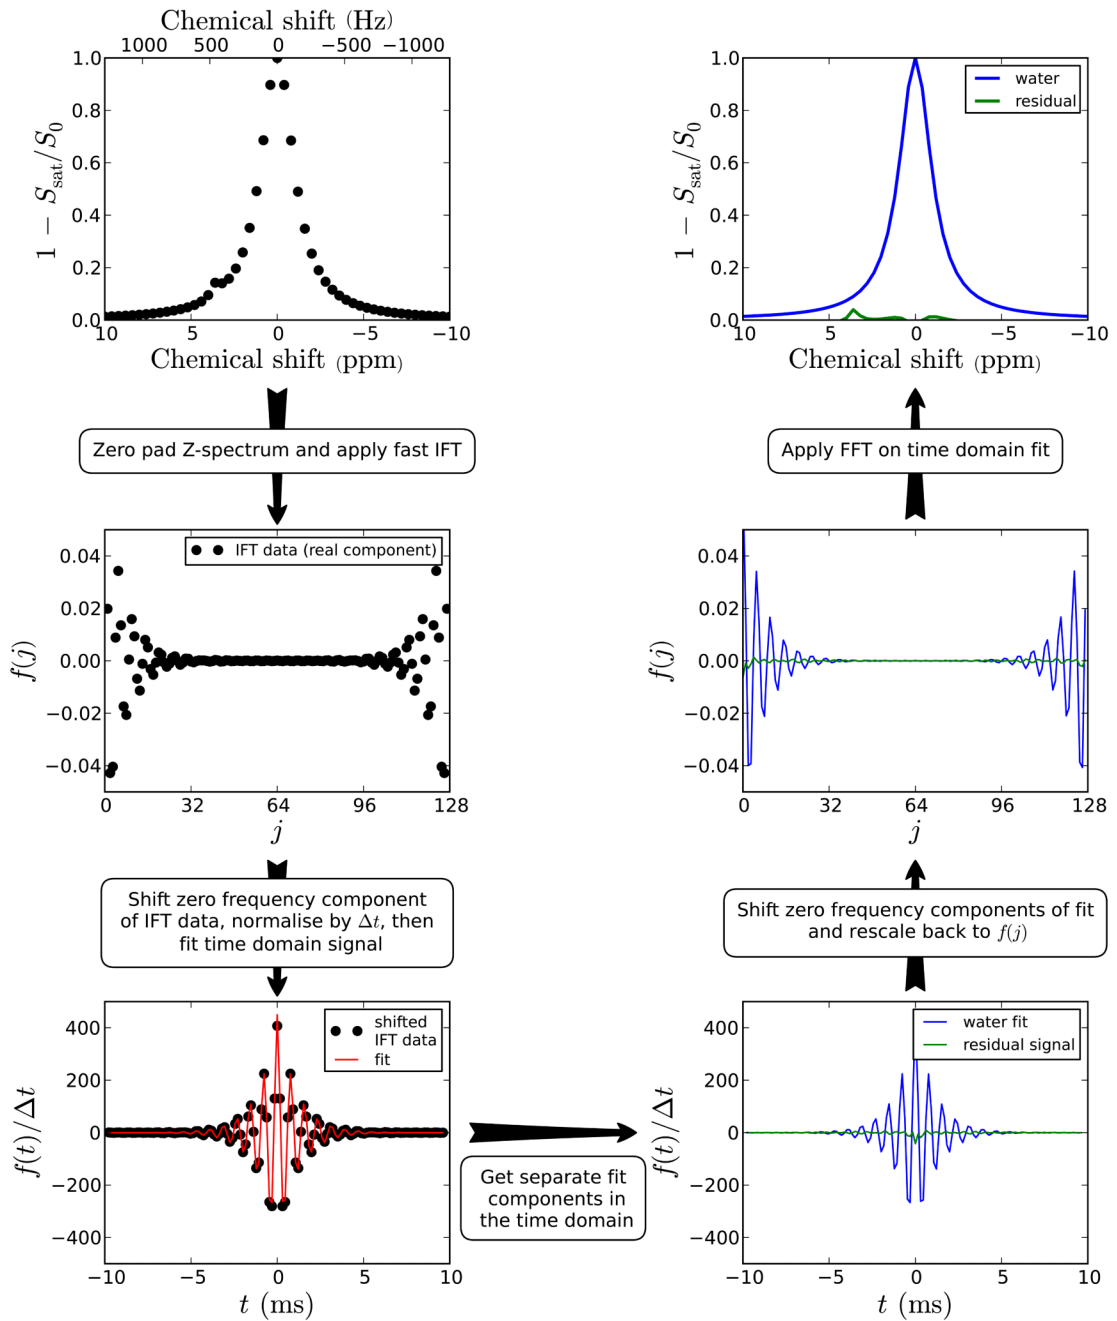 Chemical shift (Hz)
1000 500 0 −500 −1000
1.0
0.8
0.6
0.4
0.2
0.0
1 − S_sat/S_0
10 5 0 −5 −10
Chemical shift (ppm)
water
residual
1.0
0.8
0.6
0.4
0.2
0.0
1 − S_sat/S_0
10 5 0 −5 −10
Chemical shift (ppm)
Zero pad Z-spectrum and apply fast IFT
Apply FFT on time domain fit
IFT data (real component)
0.04
0.02
0.00
−0.02
−0.04
f(j)
0 32 64 96 128
j
0.04
0.02
0.00
−0.02
−0.04
f(j)
0 32 64 96 128
j
Shift zero frequency component
of IFT data, normalise by Δt, then
fit time domain signal
Shift zero frequency components of fit
and rescale back to f(j)
shifted
IFT data
fit
400
200
0
−200
−400
f(t)/Δt
−10 −5 0 5 10
t (ms)
Get separate fit
components in
the time domain
water fit
residual signal
400
200
0
−200
−400
f(t)/Δt
−10 −5 0 5 10
t (ms)